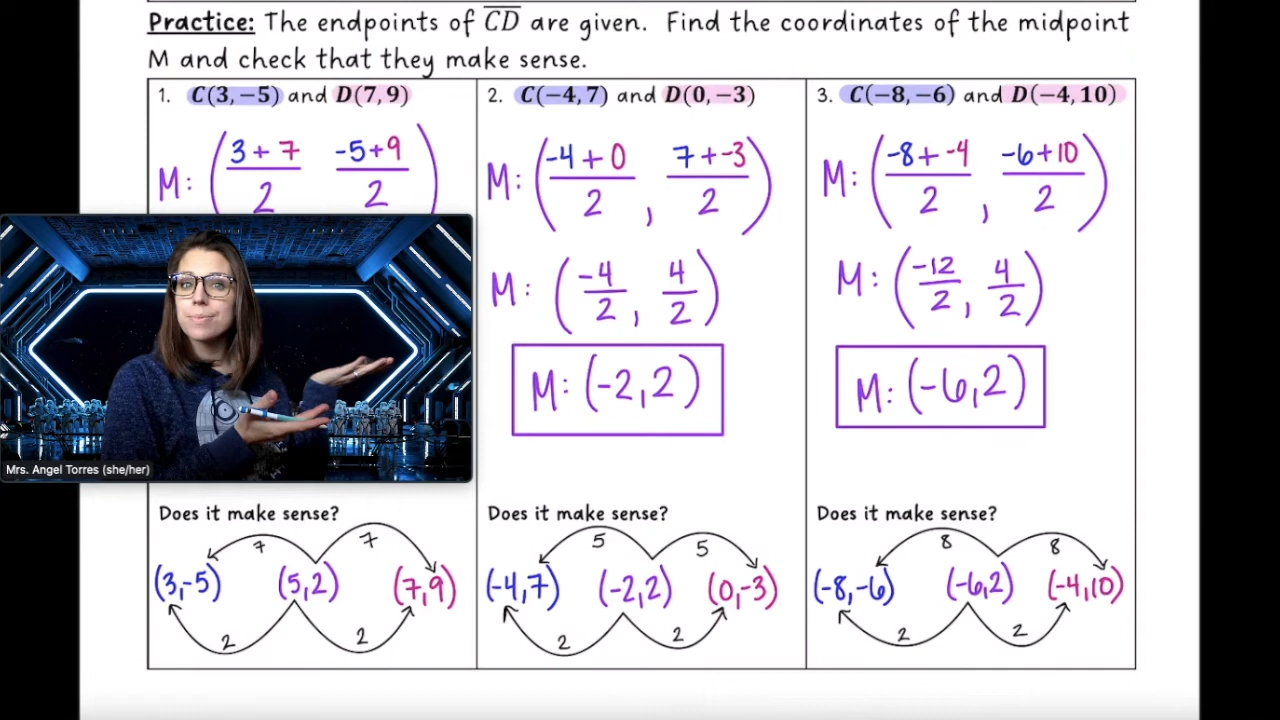 Practice: The endpoints of CD are given. Find the coordinates of the midpoint
M and check that they make sense.
1. C(3, −5) and D(7, 9)
M: (3 + 7/2 -5+9/2)
Mrs. Angel Torres (she/her)
Does it make sense?
7 7
(3,-5) (5,2) (7,9)
2 2
2. C(−4, 7) and D(0, −3)
M: (-4+0/2, 7+-3/2)
M: (-4/2, 4/2)
M: (-2,2)
Does it make sense?
5 5
(-4,7) (-2,2) (0,-3)
2 2
3. C(−8, −6) and D(−4, 10)
M: (-8+-4/2, -6+10/2)
M: (-12/2, 4/2)
M: (-6,2)
Does it make sense?
8 8
(-8,-6) (-6,2) (-4,10)
2 2